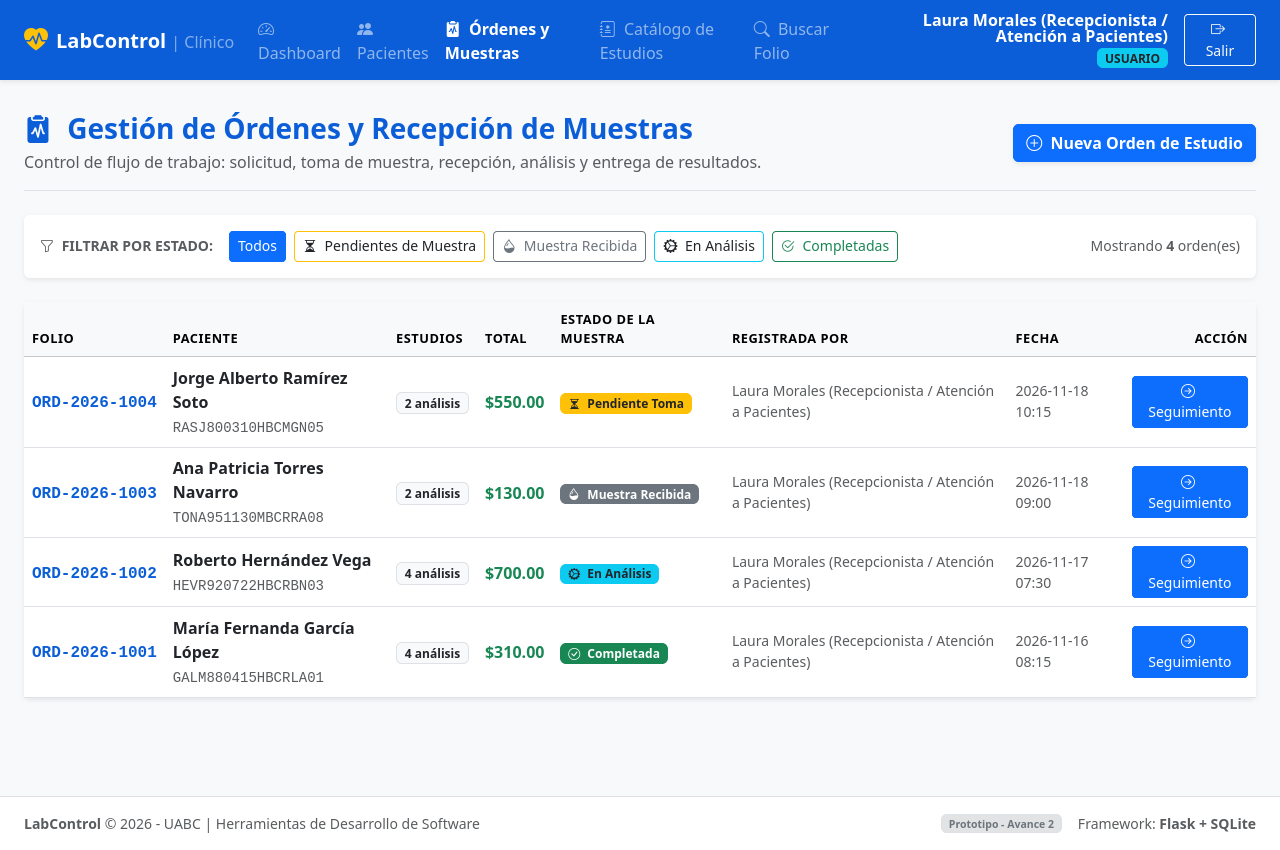 LabControl | Clínico
Dashboard
Pacientes
Órdenes y
Muestras
Catálogo de
Estudios
Buscar
Folio
Laura Morales (Recepcionista /
Atención a Pacientes)
USUARIO
Salir
Gestión de Órdenes y Recepción de Muestras
Control de flujo de trabajo: solicitud, toma de muestra, recepción, análisis y entrega de resultados.
Nueva Orden de Estudio
FILTRAR POR ESTADO: Todos Pendientes de Muestra Muestra Recibida En Análisis Completadas Mostrando 4 orden(es)
FOLIO PACIENTE ESTUDIOS TOTAL ESTADO DE LA
MUESTRA REGISTRADA POR FECHA ACCIÓN
ORD-2026-1004
Jorge Alberto Ramírez
Soto
RASJ800310HBCMGN05
2 análisis
$550.00
Pendiente Toma
Laura Morales (Recepcionista / Atención
a Pacientes)
2026-11-18
10:15
Seguimiento
ORD-2026-1003
Ana Patricia Torres
Navarro
TONA951130MBCRRA08
2 análisis
$130.00
Muestra Recibida
Laura Morales (Recepcionista / Atención
a Pacientes)
2026-11-18
09:00
Seguimiento
ORD-2026-1002
Roberto Hernández Vega
HEVR920722HBCRBN03
4 análisis
$700.00
En Análisis
Laura Morales (Recepcionista / Atención
a Pacientes)
2026-11-17
07:30
Seguimiento
ORD-2026-1001
María Fernanda García
López
GALM880415HBCRLA01
4 análisis
$310.00
Completada
Laura Morales (Recepcionista / Atención
a Pacientes)
2026-11-16
08:15
Seguimiento
LabControl © 2026 - UABC | Herramientas de Desarrollo de Software
Prototipo - Avance 2
Framework: Flask + SQLite